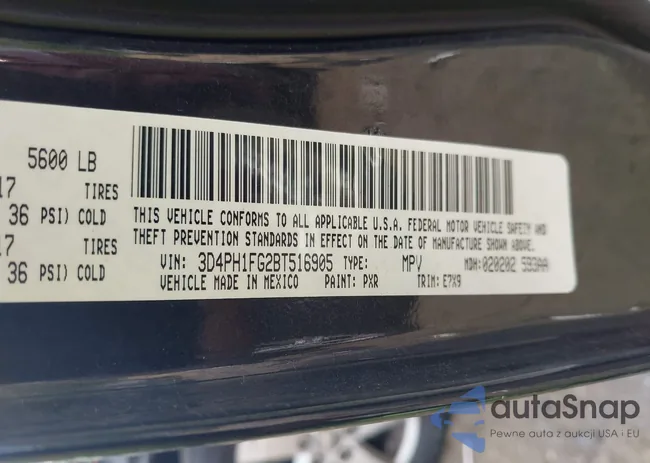 5600 LB
17 TIRES
36 PSI) COLD
17 TIRES
36 PSI) COLD
THIS VEHICLE CONFORMS TO ALL APPLICABLE U.S.A. FEDERAL MOTOR VEHICLE SAFETY AND
THEFT PREVENTION STANDARDS IN EFFECT ON THE DATE OF MANUFACTURE SHOWN ABOVE.
VIN: 3D4PH1FG2BT516905 TYPE: MPV MDH: 020202 593AAA
VEHICLE MADE IN MEXICO PAINT: PXR TRIM: E7X9
autaSnap
Pewne auta z aukcji USA i EU